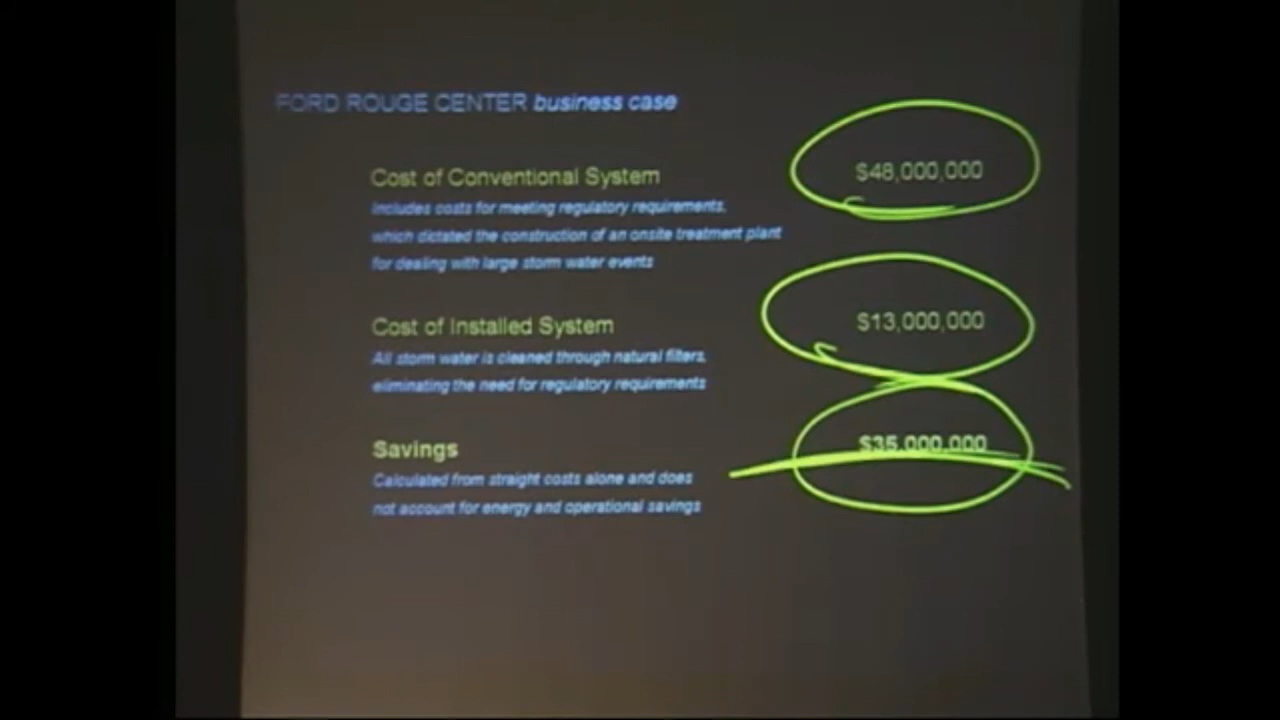 FORD ROUGE CENTER business case
Cost of Conventional System
$48,000,000
includes costs for meeting regulatory requirements,
which dictated the construction of an onsite treatment plant
for dealing with large storm water events
Cost of Installed System
$13,000,000
All storm water is cleaned through natural filters,
eliminating the need for regulatory requirements
Savings
$35,000,000
Calculated from straight costs alone and does
not account for energy and operational savings